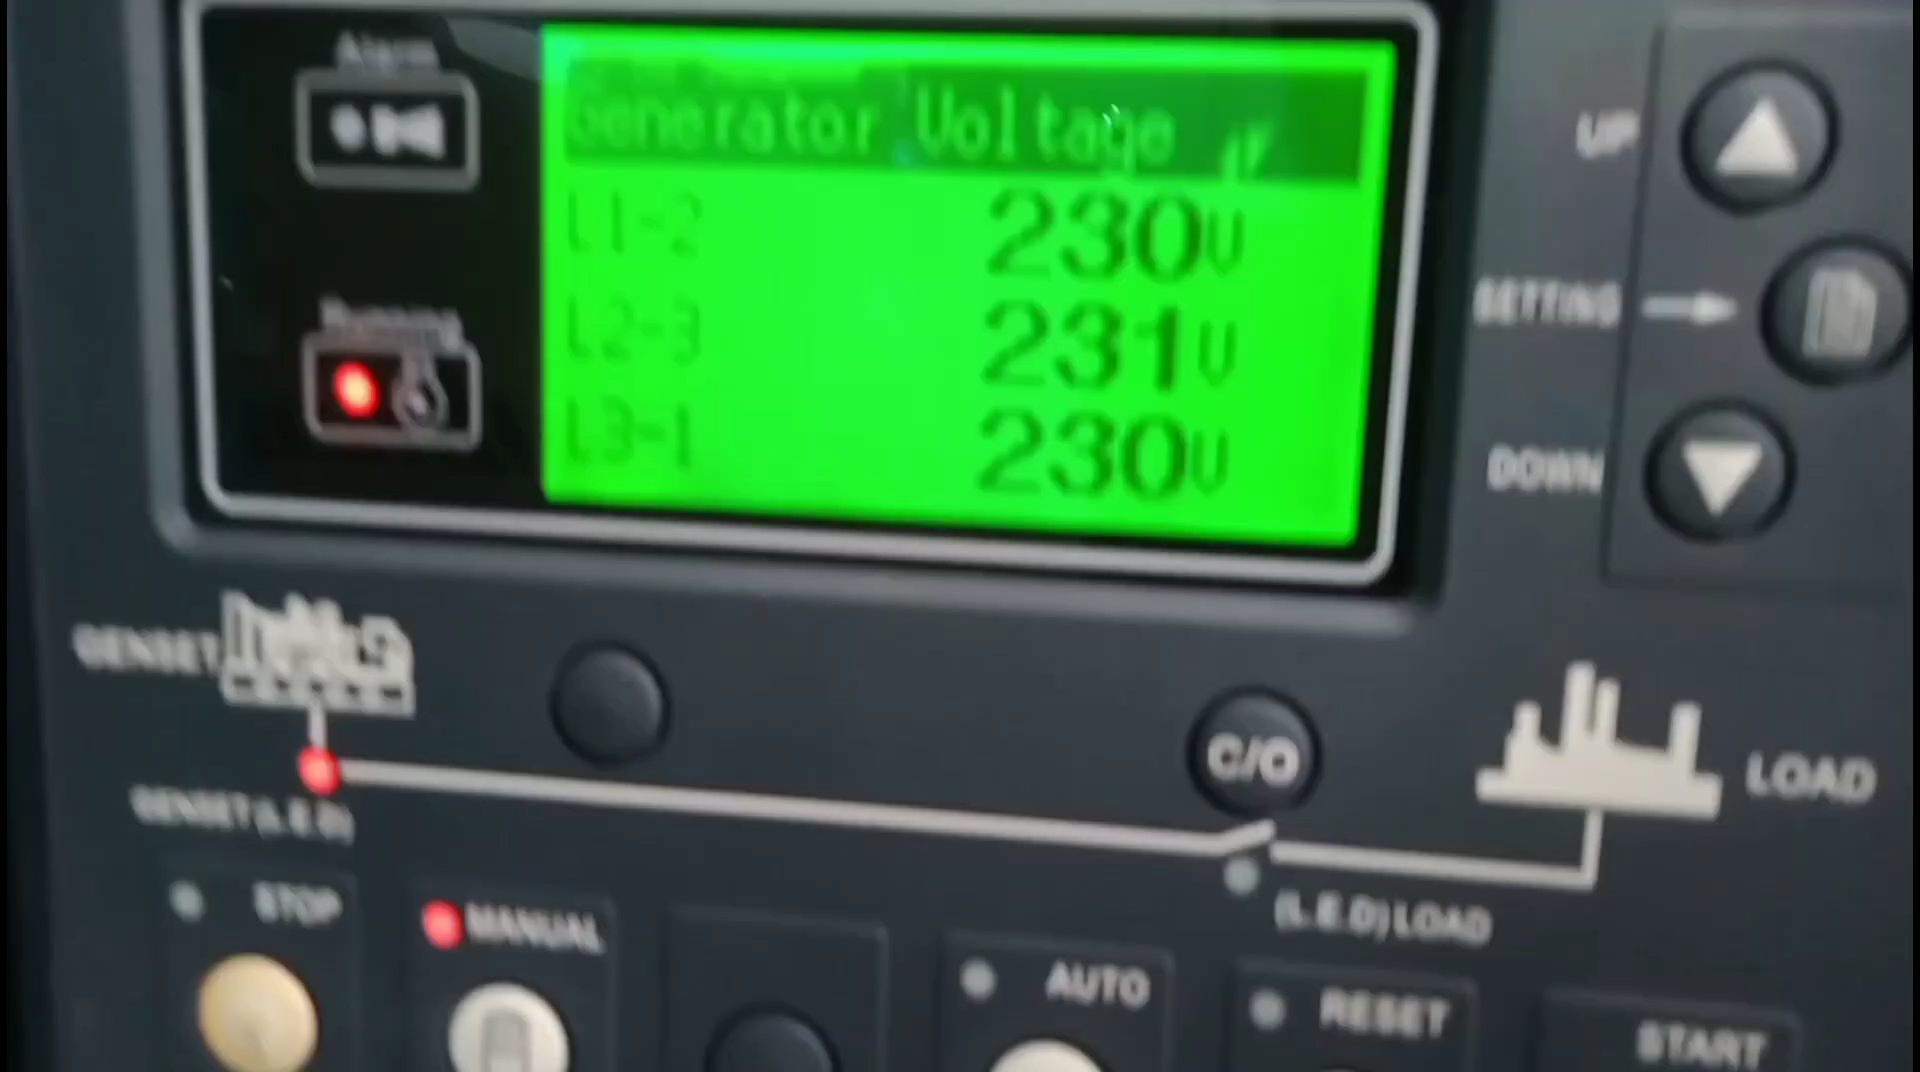 Alarm
Generator Voltage
L1-2 230V
L2-3 231V
L3-1 230V
Running
UP
SETTING
DOWN
GENSET
C/O
LOAD
GENSET (L.E.D)
(L.E.D) LOAD
STOP
MANUAL
AUTO
RESET
START